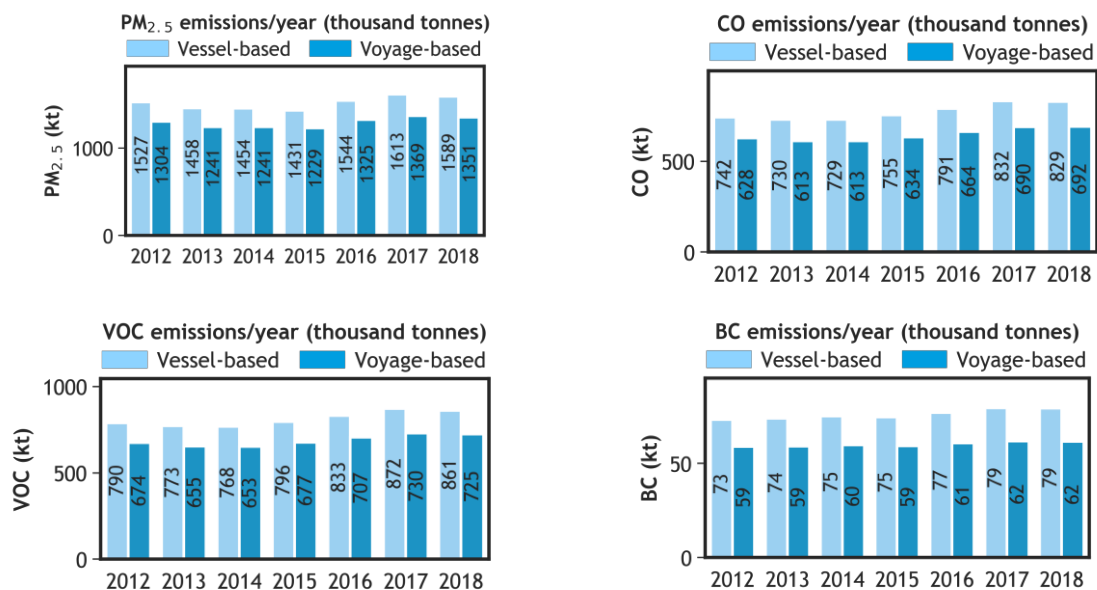 PM2.5 emissions/year (thousand tonnes)
Vessel-based Voyage-based
PM2.5 (kt)
1000
0
1527 1304 1458 1241 1454 1241 1431 1229 1544 1325 1613 1369 1589 1351
2012 2013 2014 2015 2016 2017 2018
CO emissions/year (thousand tonnes)
Vessel-based Voyage-based
CO (kt)
500
0
742 628 730 613 729 613 755 634 791 664 832 690 829 692
2012 2013 2014 2015 2016 2017 2018
VOC emissions/year (thousand tonnes)
Vessel-based Voyage-based
VOC (kt)
1000
500
0
790 674 773 655 768 653 796 677 833 707 872 730 861 725
2012 2013 2014 2015 2016 2017 2018
BC emissions/year (thousand tonnes)
Vessel-based Voyage-based
BC (kt)
50
0
73 59 74 59 75 60 75 59 77 61 79 62 79 62
2012 2013 2014 2015 2016 2017 2018